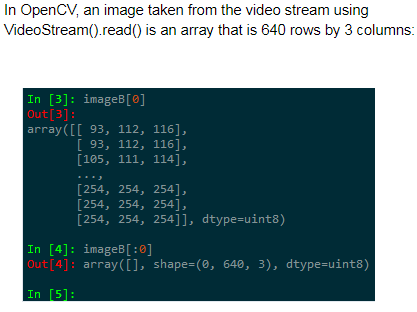 In OpenCV, an image taken from the video stream using
VideoStream().read() is an array that is 640 rows by 3 columns:
In [3]: imageB[0]
Out[3]:
array([[ 93, 112, 116],
       [ 93, 112, 116],
       [105, 111, 114],
       ...,
       [254, 254, 254],
       [254, 254, 254],
       [254, 254, 254]], dtype=uint8)
In [4]: imageB[:0]
Out[4]: array([], shape=(0, 640, 3), dtype=uint8)
In [5]: